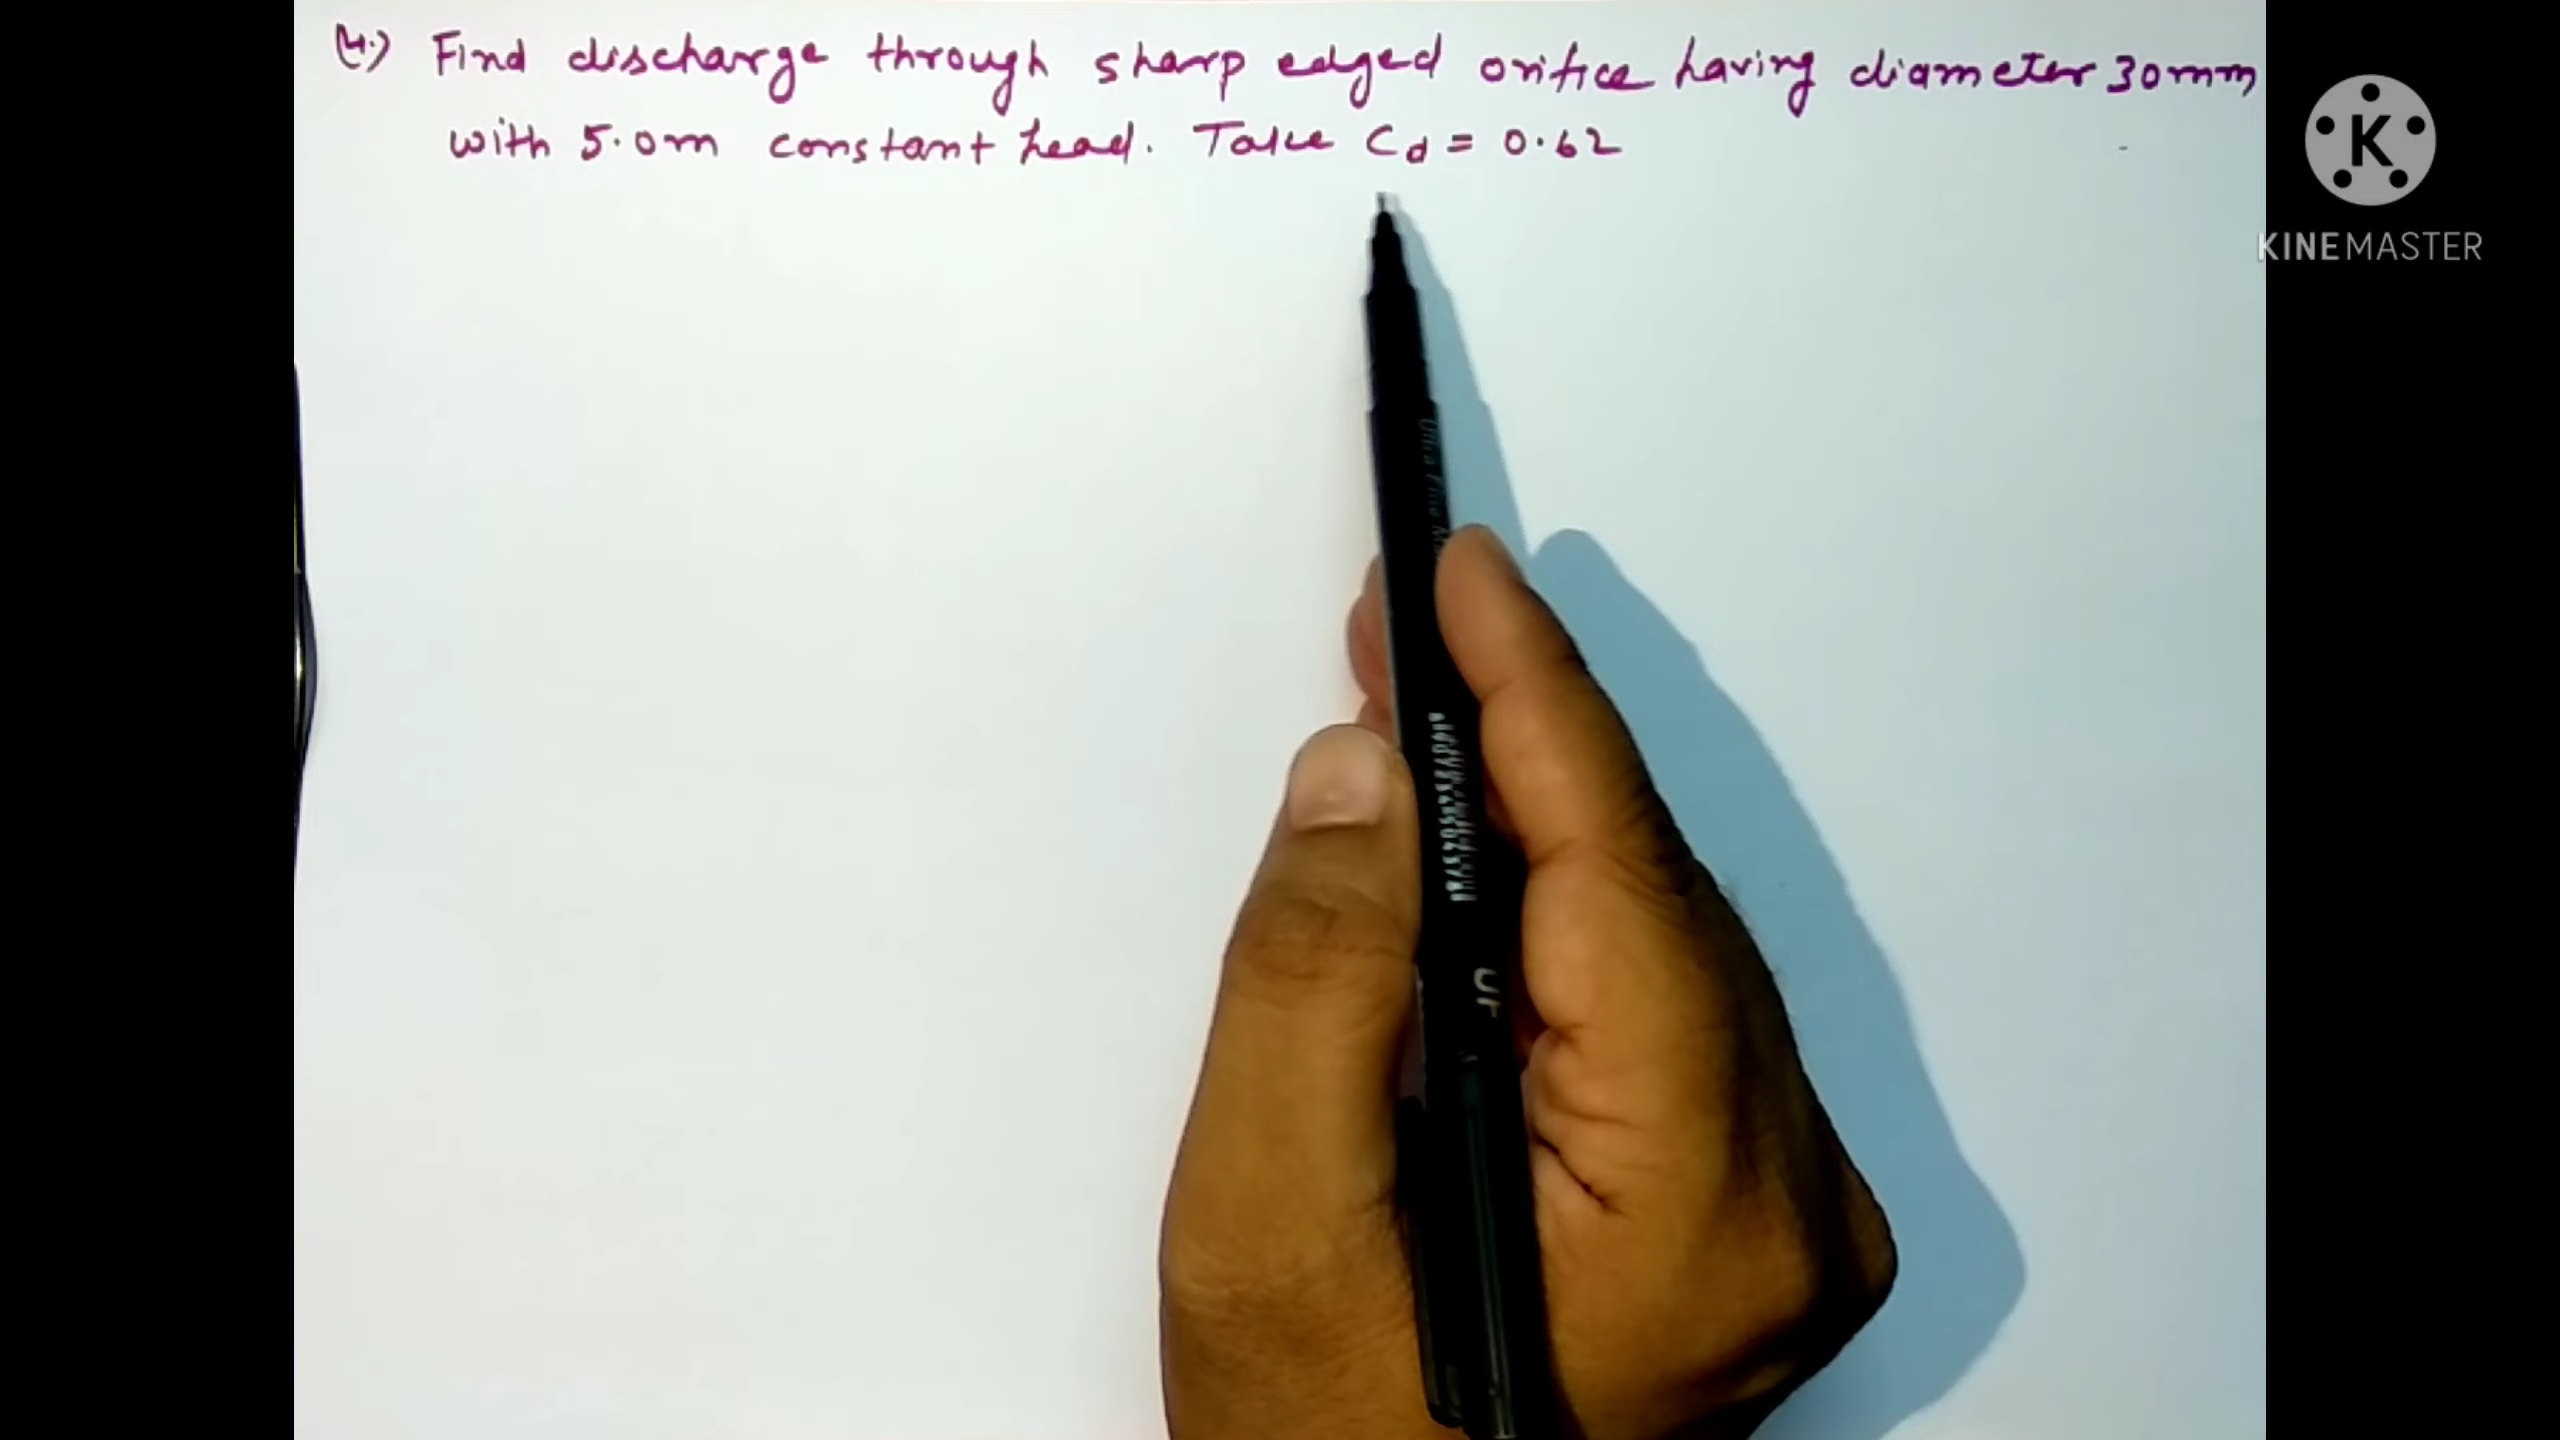 4.) Find discharge through sharp edged orifice having diameter 30mm
with 5.0m constant head. Take Cd = 0.62
K
KINEMASTER